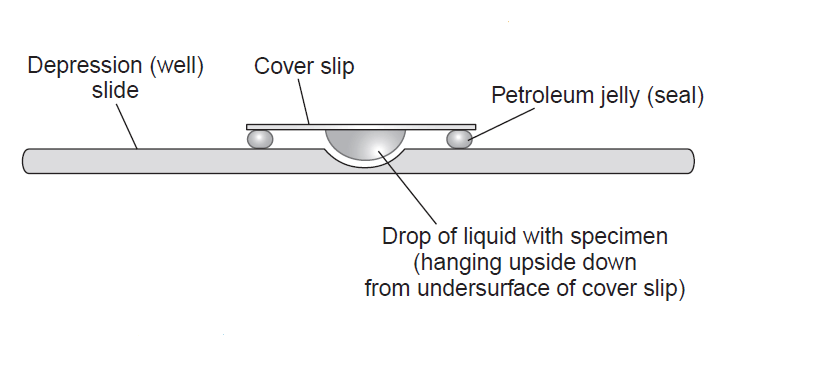 Depression (well)
slide
Cover slip
Petroleum jelly (seal)
Drop of liquid with specimen
(hanging upside down
from undersurface of cover slip)